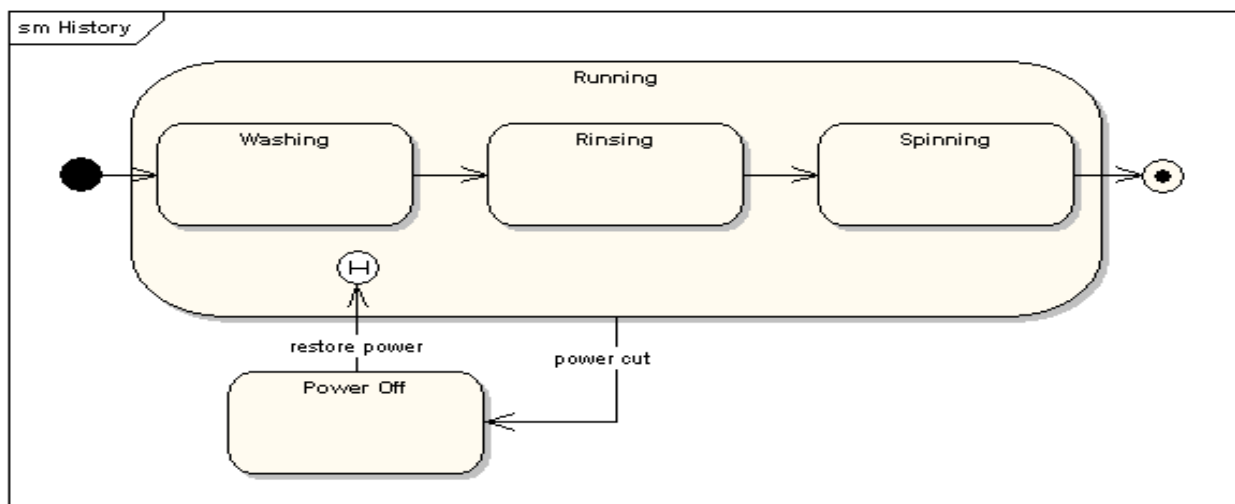 sm History
Running
Washing
Rinsing
Spinning
H
restore power
power cut
Power Off